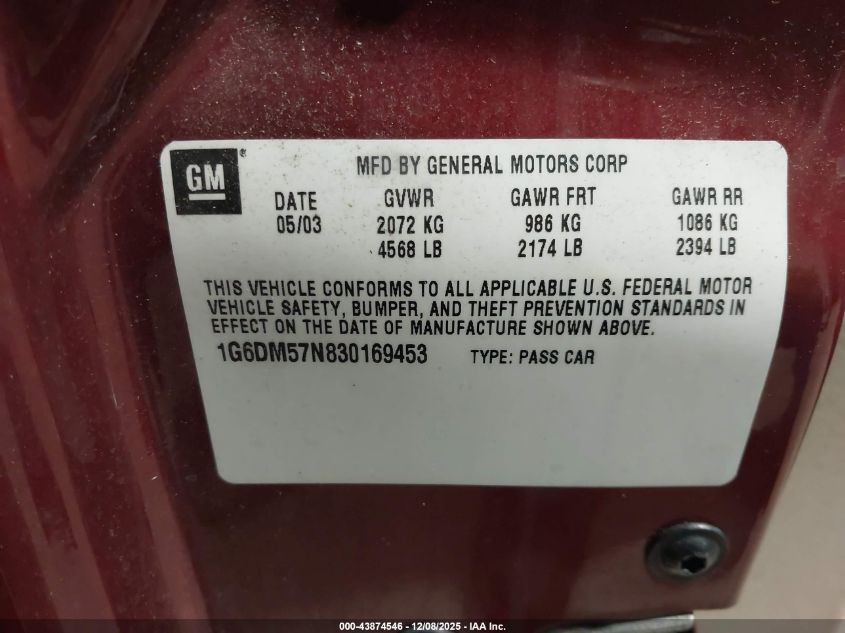 GM®
MFD BY GENERAL MOTORS CORP
DATE GVWR GAWR FRT GAWR RR
05/03 2072 KG 986 KG 1086 KG
4568 LB 2174 LB 2394 LB
THIS VEHICLE CONFORMS TO ALL APPLICABLE U.S. FEDERAL MOTOR
VEHICLE SAFETY, BUMPER, AND THEFT PREVENTION STANDARDS IN
EFFECT ON THE DATE OF MANUFACTURE SHOWN ABOVE.
1G6DM57N830169453 TYPE: PASS CAR
000-43874546 - 12/08/2025 - IAA Inc.